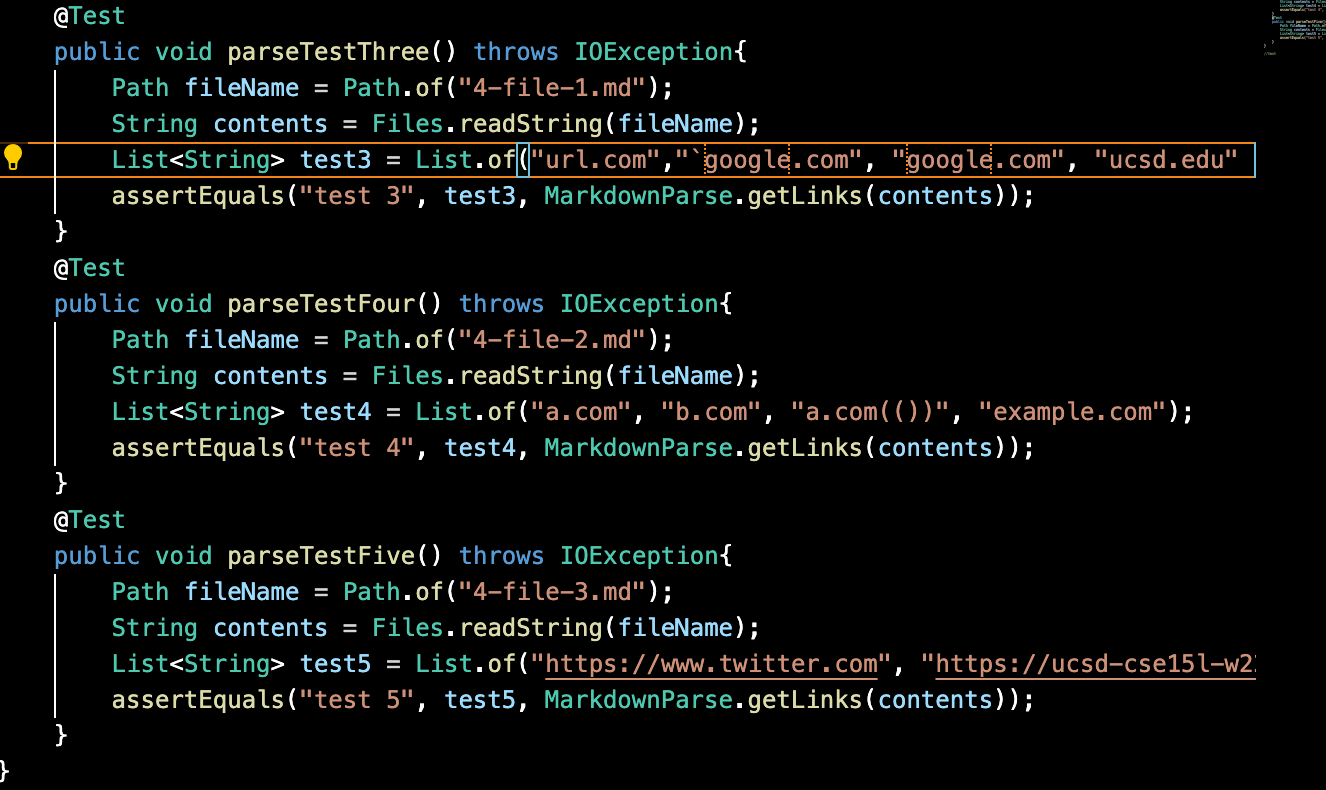 @Test
public void parseTestThree() throws IOException{
Path fileName = Path.of("4-file-1.md");
String contents = Files.readString(fileName);
List<String> test3 = List.of("url.com","`google.com", "google.com", "ucsd.edu"
assertEquals("test 3", test3, MarkdownParse.getLinks(contents));
}
@Test
public void parseTestFour() throws IOException{
Path fileName = Path.of("4-file-2.md");
String contents = Files.readString(fileName);
List<String> test4 = List.of("a.com", "b.com", "a.com(())", "example.com");
assertEquals("test 4", test4, MarkdownParse.getLinks(contents));
}
@Test
public void parseTestFive() throws IOException{
Path fileName = Path.of("4-file-3.md");
String contents = Files.readString(fileName);
List<String> test5 = List.of("https://www.twitter.com", "https://ucsd-cse15l-w2
assertEquals("test 5", test5, MarkdownParse.getLinks(contents));
}
}